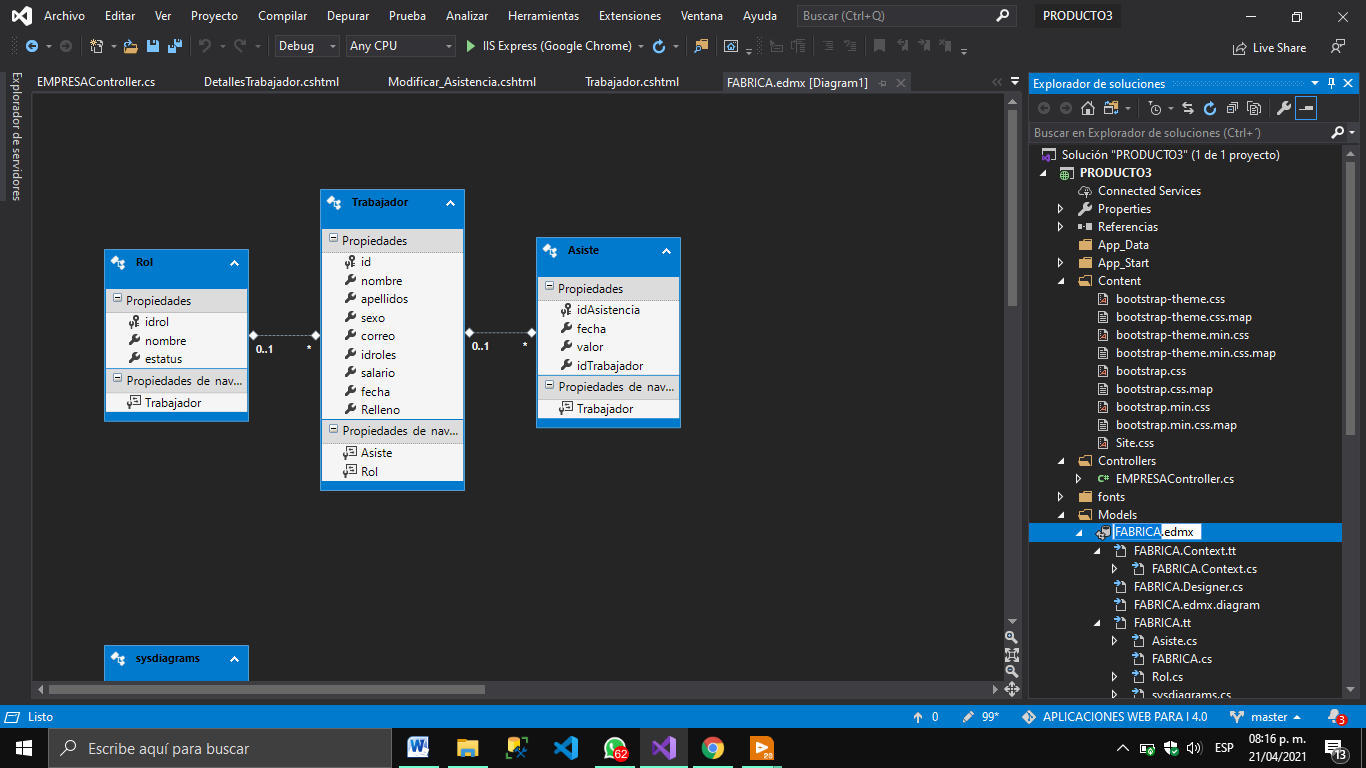 Archivo Editar Ver Proyecto Compilar Depurar Prueba Analizar Herramientas Extensiones Ventana Ayuda Buscar (Ctrl+Q) PRODUCTO3
Debug Any CPU IIS Express (Google Chrome) Live Share
Explorador de servidores
EMPRESAController.cs DetallesTrabajador.cshtml Modificar_Asistencia.cshtml Trabajador.cshtml FABRICA.edmx [Diagram1]
Rol
Propiedades
idrol
nombre
estatus
Propiedades de nav...
Trabajador
0..1 *
Trabajador
Propiedades
id
nombre
apellidos
sexo
correo
idroles
salario
fecha
Relleno
Propiedades de nav...
Asiste
Rol
0..1 *
Asiste
Propiedades
idAsistencia
fecha
valor
idTrabajador
Propiedades de nav...
Trabajador
sysdiagrams
Explorador de soluciones
Buscar en Explorador de soluciones (Ctrl+´)
Solución "PRODUCTO3" (1 de 1 proyecto)
PRODUCTO3
Connected Services
Properties
Referencias
App_Data
App_Start
Content
bootstrap-theme.css
bootstrap-theme.css.map
bootstrap-theme.min.css
bootstrap-theme.min.css.map
bootstrap.css
bootstrap.css.map
bootstrap.min.css
bootstrap.min.css.map
Site.css
Controllers
C# EMPRESAController.cs
fonts
Models
FABRICA.edmx
FABRICA.Context.tt
FABRICA.Context.cs
FABRICA.Designer.cs
FABRICA.edmx.diagram
FABRICA.tt
Asiste.cs
FABRICA.cs
Rol.cs
sysdiagrams.cs
Listo 0 99* APLICACIONES WEB PARA I 4.0 master 3
Escribe aquí para buscar 62 ESP 08:16 p. m.
21/04/2021 13